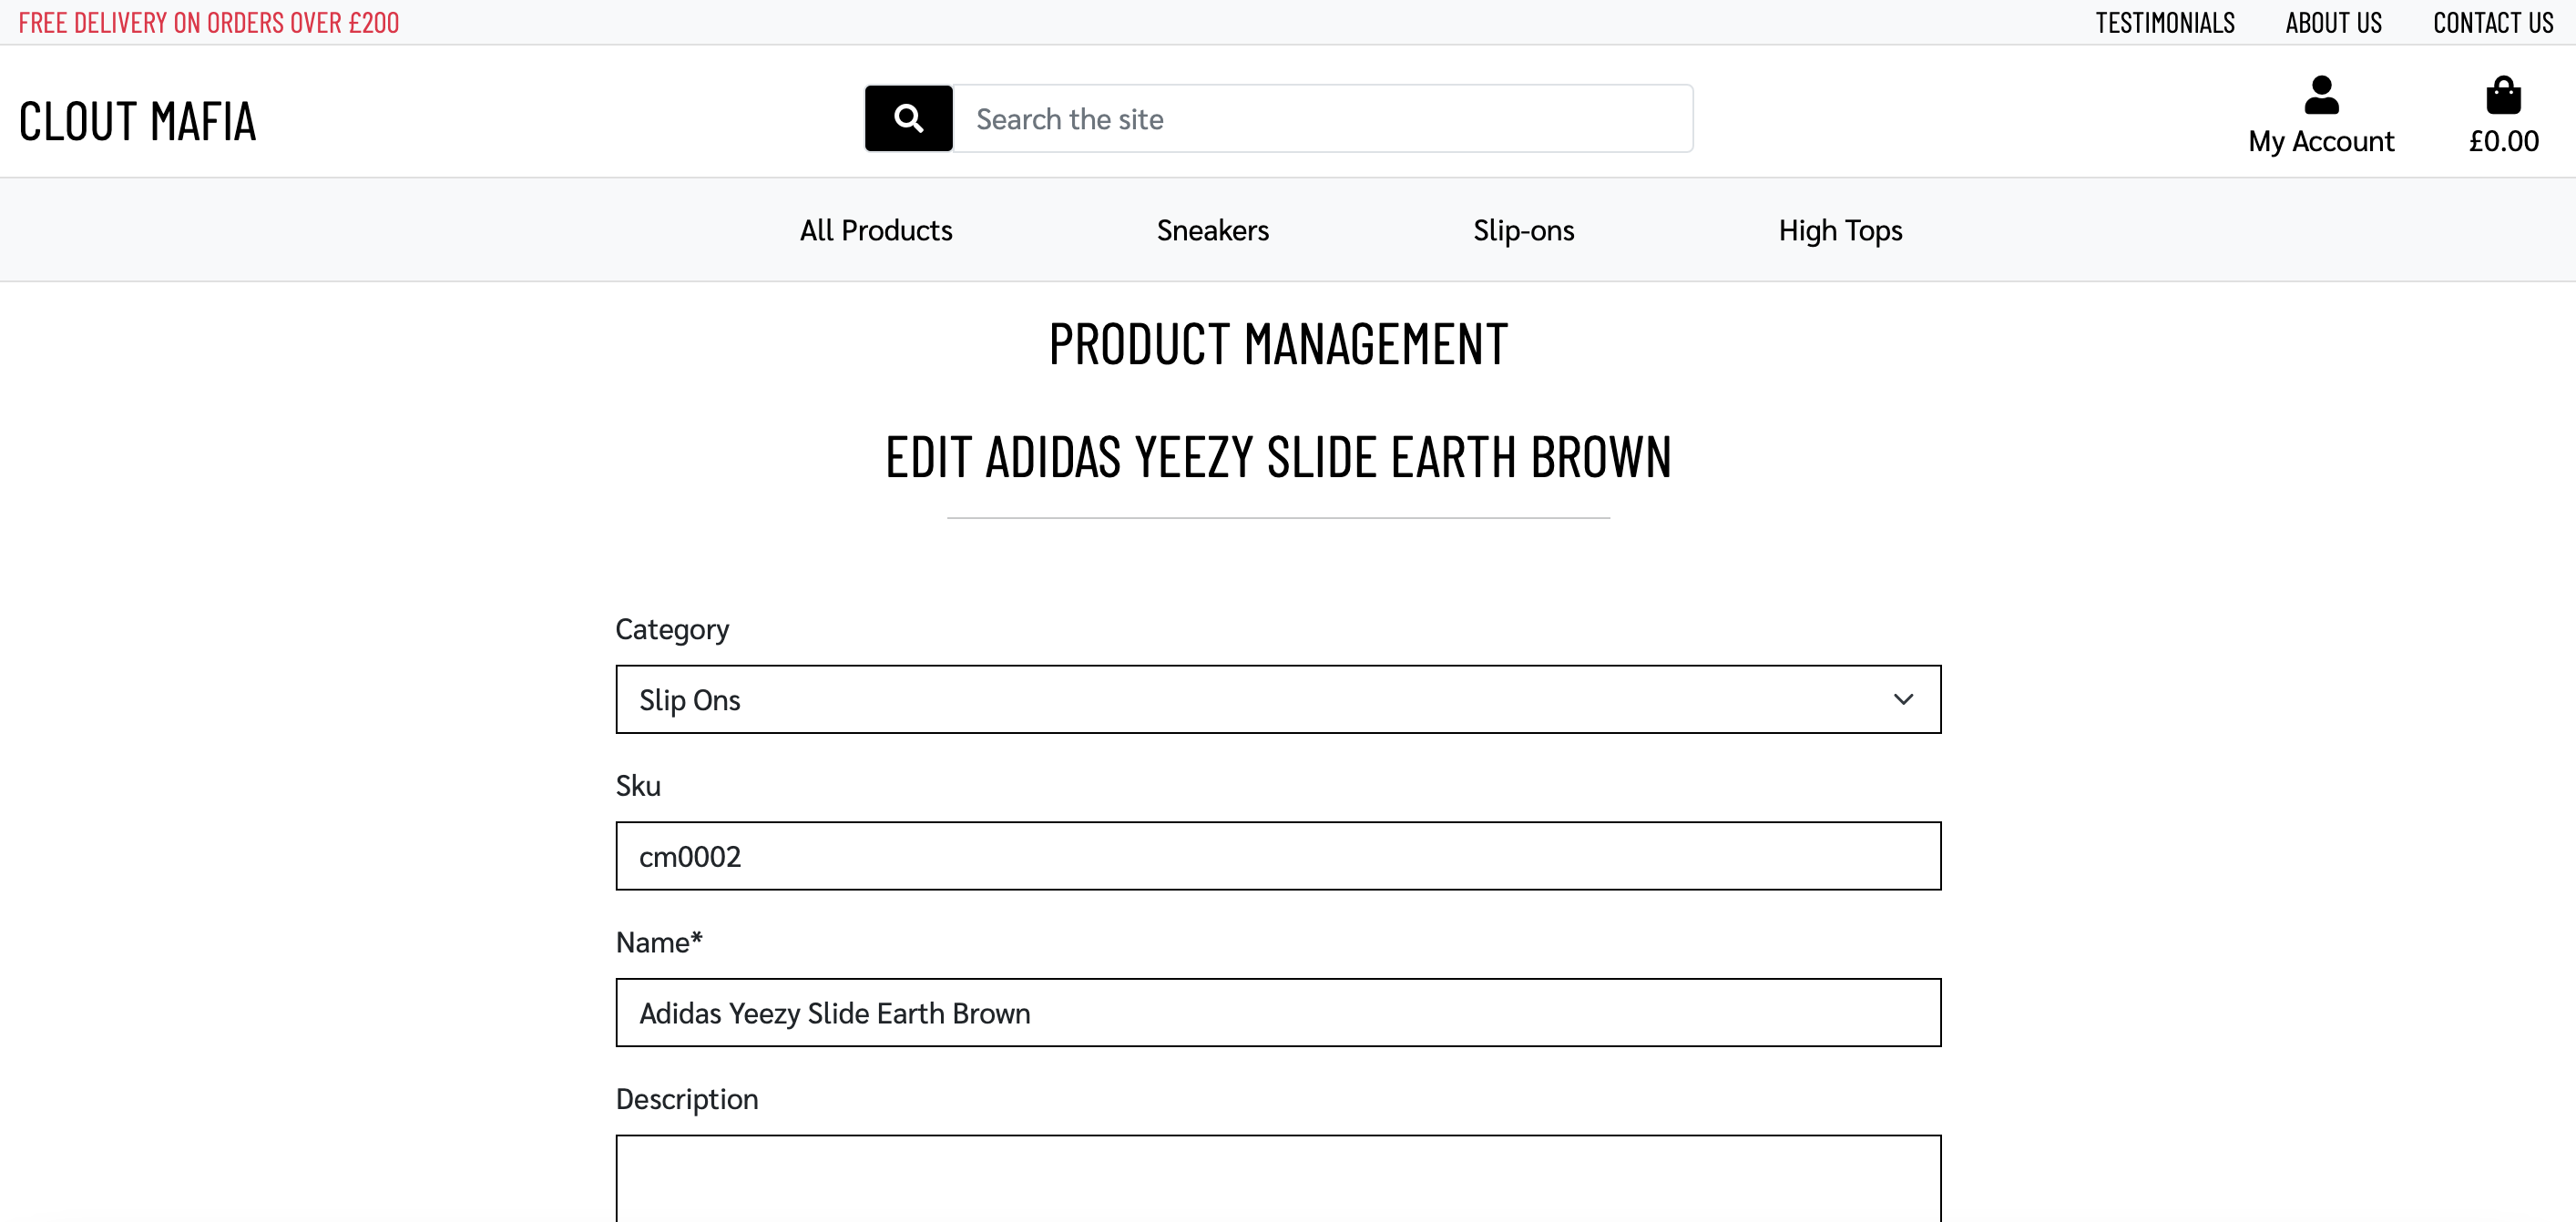 FREE DELIVERY ON ORDERS OVER £200
TESTIMONIALS
ABOUT US
CONTACT US
CLOUT MAFIA
Search the site
My Account
£0.00
All Products
Sneakers
Slip-ons
High Tops
PRODUCT MANAGEMENT
EDIT ADIDAS YEEZY SLIDE EARTH BROWN
Category
Slip Ons
Sku
cm0002
Name*
Adidas Yeezy Slide Earth Brown
Description